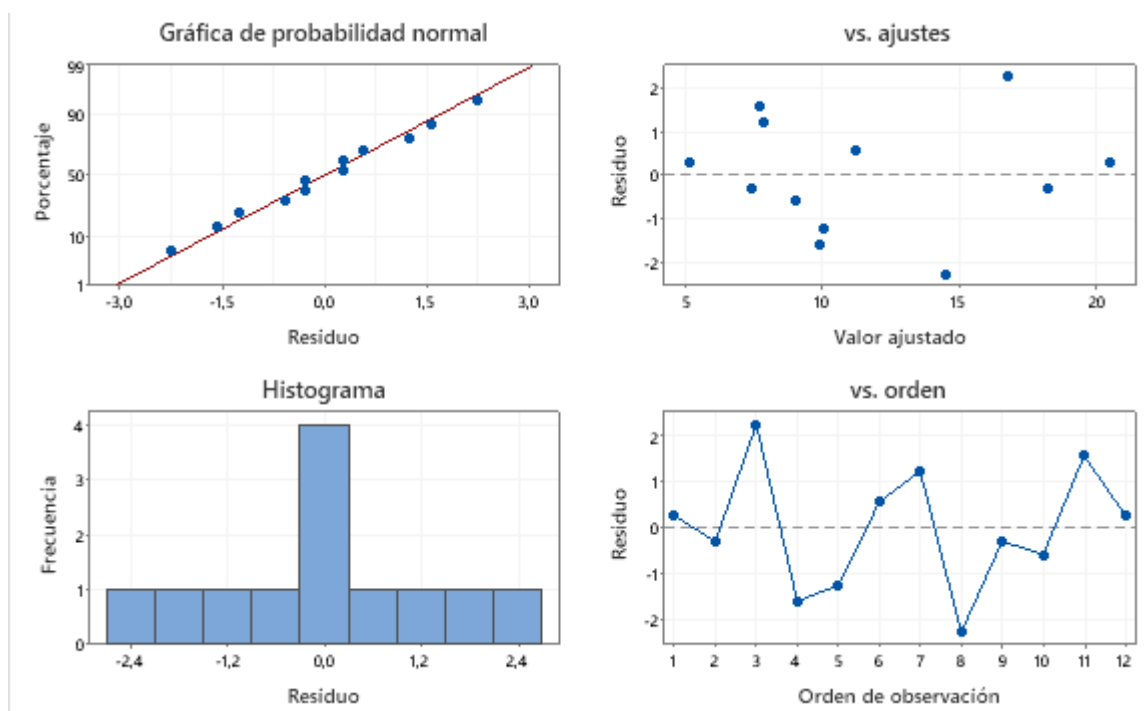 Gráfica de probabilidad normal
99
90
50
10
1
Porcentaje
-3,0 -1,5 0,0 1,5 3,0
Residuo
vs. ajustes
2
1
0
-1
-2
Residuo
5 10 15 20
Valor ajustado
Histograma
4
3
2
1
0
Frecuencia
-2,4 -1,2 0,0 1,2 2,4
Residuo
vs. orden
2
1
0
-1
-2
Residuo
1 2 3 4 5 6 7 8 9 10 11 12
Orden de observación